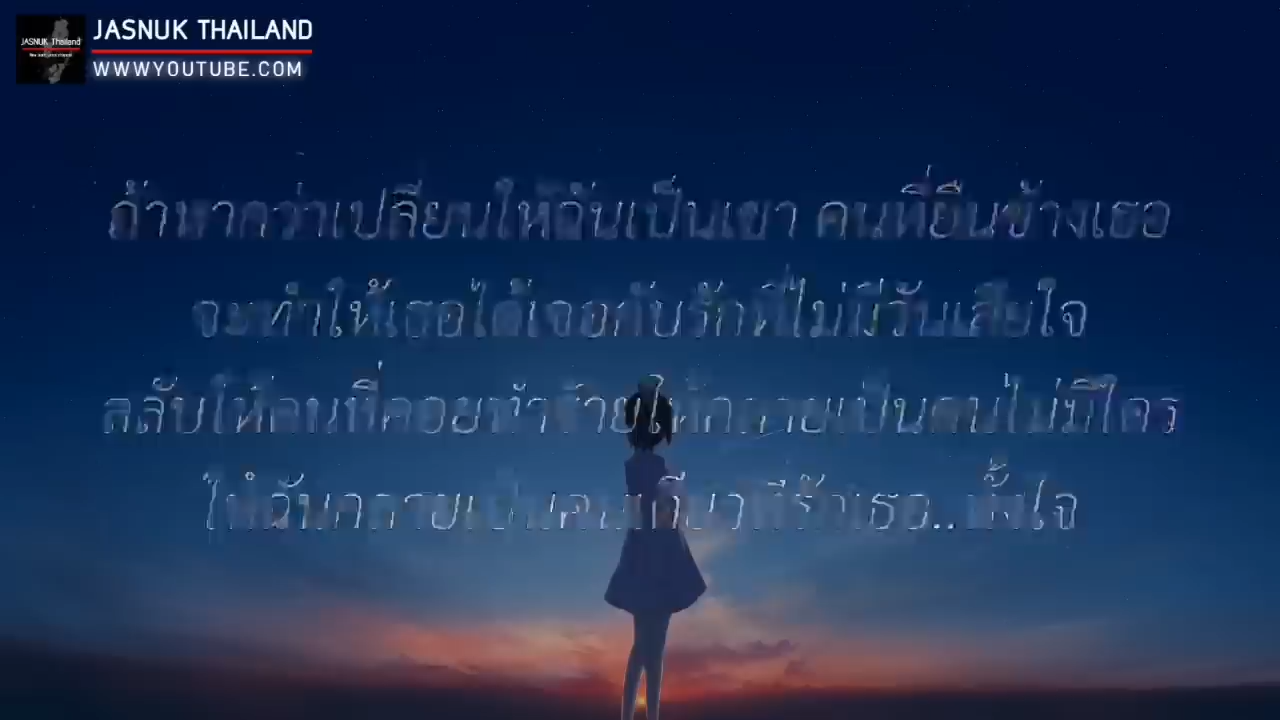 JASNUK THAILAND
WWWYOUTUBE.COM
JASNUK Thailand
ถ้าหากว่าเปลี่ยนให้ฉันเป็นเขา คนที่ยืนข้างเธอ
จะทำให้เธอได้เจอกับรักที่ไม่มีวันเสียใจ
สลับให้คนที่คอยทำร้ายให้กลายเป็นคนไม่มีใคร
ให้ฉันกลายเป็นคนเดียวที่รักเธอ..ทั้งใจ